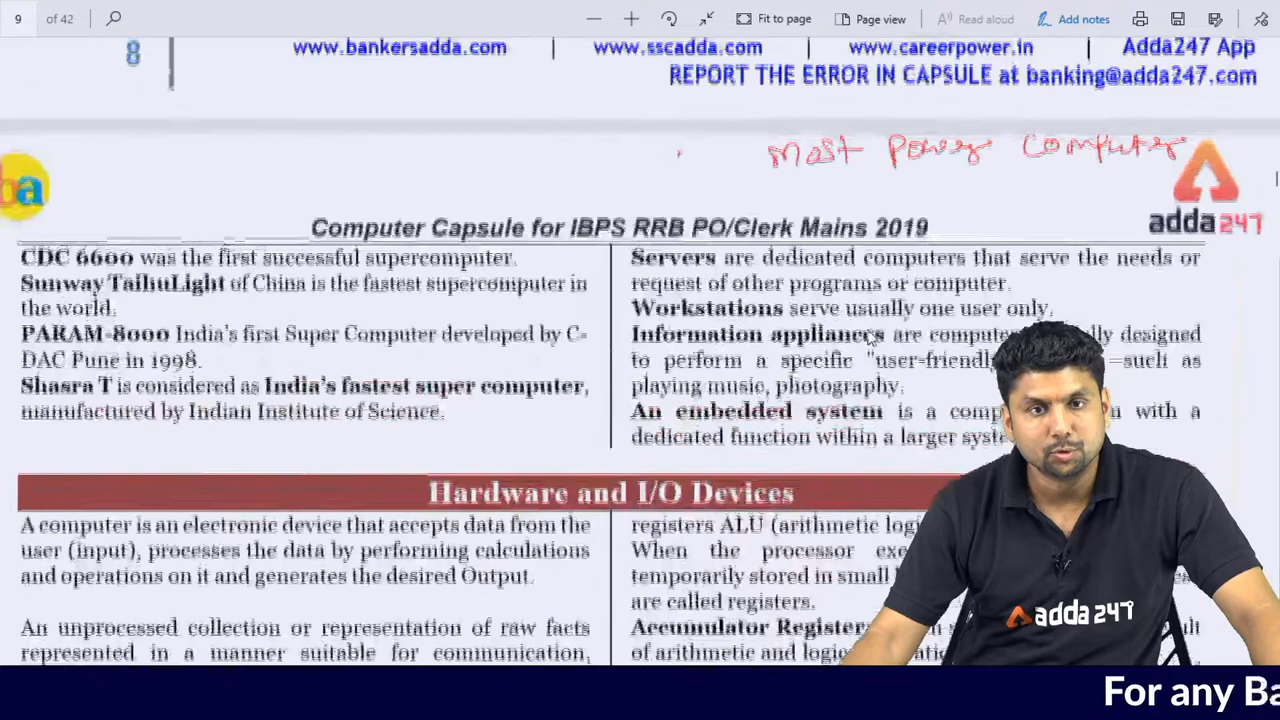 9 of 42 Fit to page Page view Read aloud Add notes
8 www.bankersadda.com | www.sscadda.com | www.careerpower.in | Adda247 App
REPORT THE ERROR IN CAPSULE at banking@adda247.com
Most Power Computer
ba
adda247
Computer Capsule for IBPS RRB PO/Clerk Mains 2019
CDC 6600 was the first successful supercomputer.
Sunway TaihuLight of China is the fastest supercomputer in
the world.
PARAM-8000 India's first Super Computer developed by C-
DAC Pune in 1998.
Shasra T is considered as India's fastest super computer,
manufactured by Indian Institute of Science.
Servers are dedicated computers that serve the needs or
request of other programs or computer.
Workstations serve usually one user only.
Information appliances are compute lly designed
to perform a specific "user-friendly =such as
playing music, photography.
An embedded system is a comp n with a
dedicated function within a larger syste
Hardware and I/O Devices
A computer is an electronic device that accepts data from the
user (input), processes the data by performing calculations
and operations on it and generates the desired Output.
An unprocessed collection or representation of raw facts
represented in a manner suitable for communication,
registers ALU (arithmetic logi
When the processor exe
temporarily stored in small
are called registers.
Accumulator Register
of arithmetic and logic
ult
adda247
For any Ba